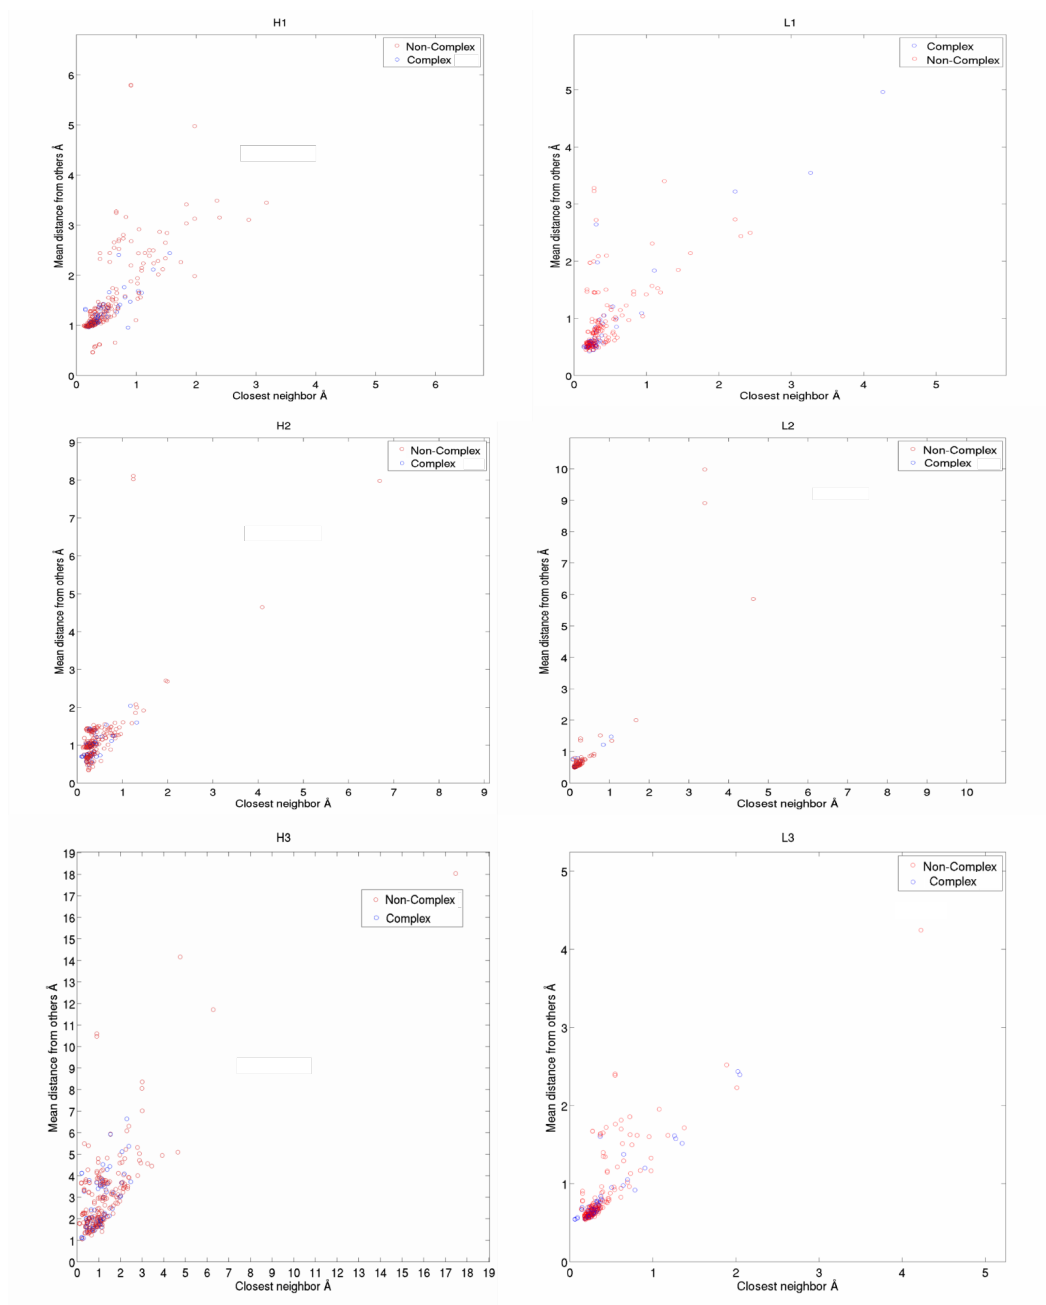 H1
Non-Complex
Complex
Mean distance from others Å
6
5
4
3
2
1
0
0 1 2 3 4 5 6
Closest neighbor Å
L1
Complex
Non-Complex
Mean distance from others Å
5
4
3
2
1
0
0 1 2 3 4 5
Closest neighbor Å
H2
Non-Complex
Complex
Mean distance from others Å
9
8
7
6
5
4
3
2
1
0
0 1 2 3 4 5 6 7 8 9
Closest neighbor Å
L2
Non-Complex
Complex
Mean distance from others Å
10
9
8
7
6
5
4
3
2
1
0
0 1 2 3 4 5 6 7 8 9 10
Closest neighbor Å
H3
Non-Complex
Complex
Mean distance from others Å
19
18
17
16
15
14
13
12
11
10
9
8
7
6
5
4
3
2
1
0
0 1 2 3 4 5 6 7 8 9 10 11 12 13 14 15 16 17 18 19
Closest neighbor Å
L3
Non-Complex
Complex
Mean distance from others Å
5
4
3
2
1
0
0 1 2 3 4 5
Closest neighbor Å